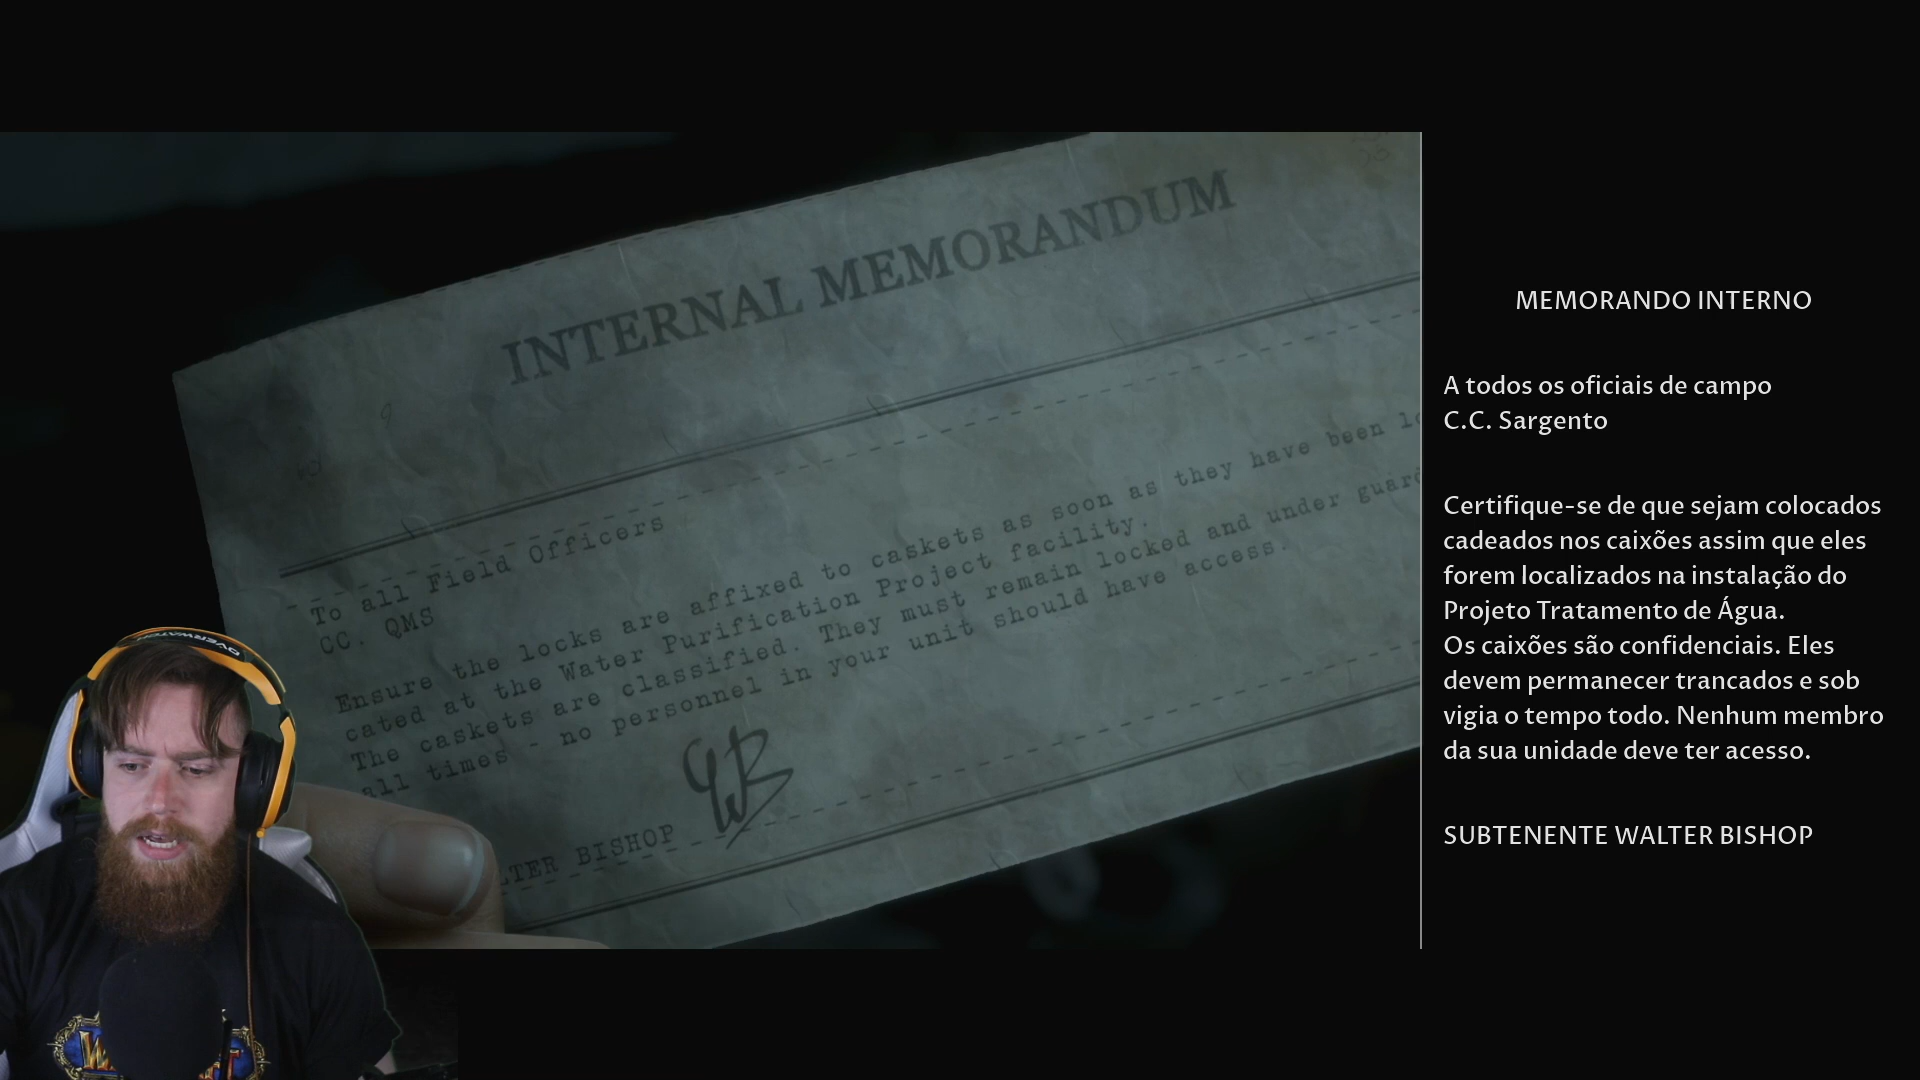 INTERNAL MEMORANDUM
To all Field Officers
CC. QMS
Ensure the locks are affixed to caskets as soon as they have been lo
cated at the Water Purification Project facility.
The caskets are classified. They must remain locked and under guard
all times - no personnel in your unit should have access.
WB
LTER BISHOP
MEMORANDO INTERNO
A todos os oficiais de campo
C.C. Sargento
Certifique-se de que sejam colocados
cadeados nos caixões assim que eles
forem localizados na instalação do
Projeto Tratamento de Água.
Os caixões são confidenciais. Eles
devem permanecer trancados e sob
vigia o tempo todo. Nenhum membro
da sua unidade deve ter acesso.
SUBTENENTE WALTER BISHOP
OVERWATCH